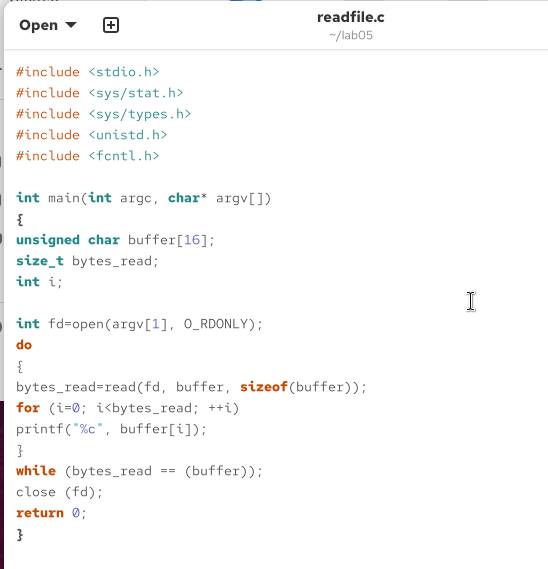 Open
readfile.c
~/lab05
#include <stdio.h>
#include <sys/stat.h>
#include <sys/types.h>
#include <unistd.h>
#include <fcntl.h>
int main(int argc, char* argv[])
{
unsigned char buffer[16];
size_t bytes_read;
int i;
int fd=open(argv[1], O_RDONLY);
do
{
bytes_read=read(fd, buffer, sizeof(buffer));
for (i=0; i<bytes_read; ++i)
printf("%c", buffer[i]);
}
while (bytes_read == (buffer));
close (fd);
return 0;
}